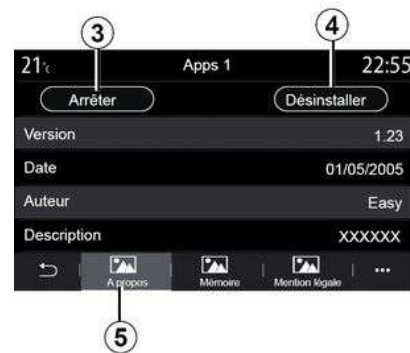 3 4
21°c Apps 1 22:55
Arrêter Désinstaller
Version 1.23
Date 01/05/2005
Auteur Easy
Description XXXXXX
A propos Mémoire Mention légale
5